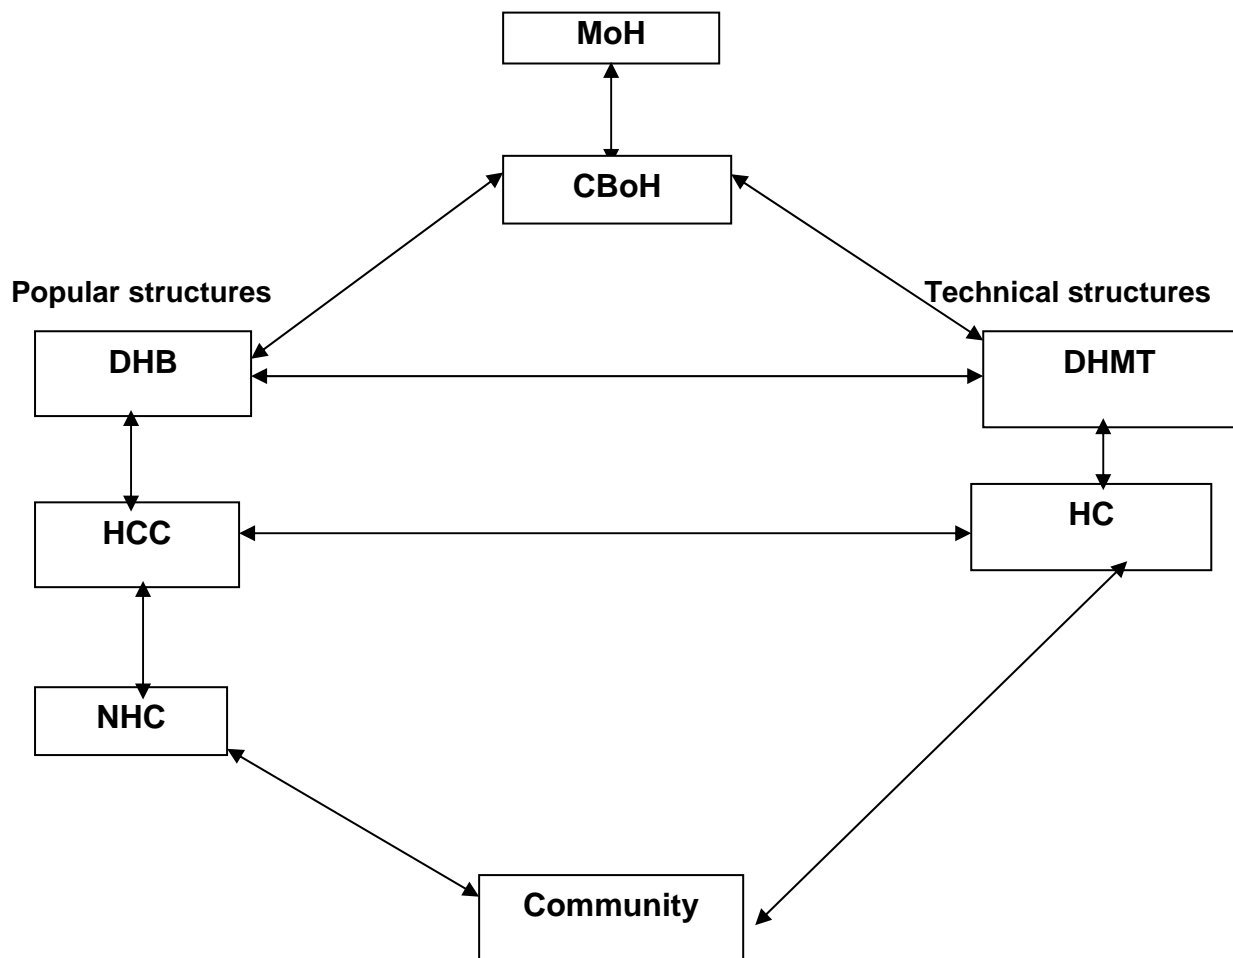 MoH
CBoH
Popular structures
Technical structures
DHB
DHMT
HCC
HC
NHC
Community